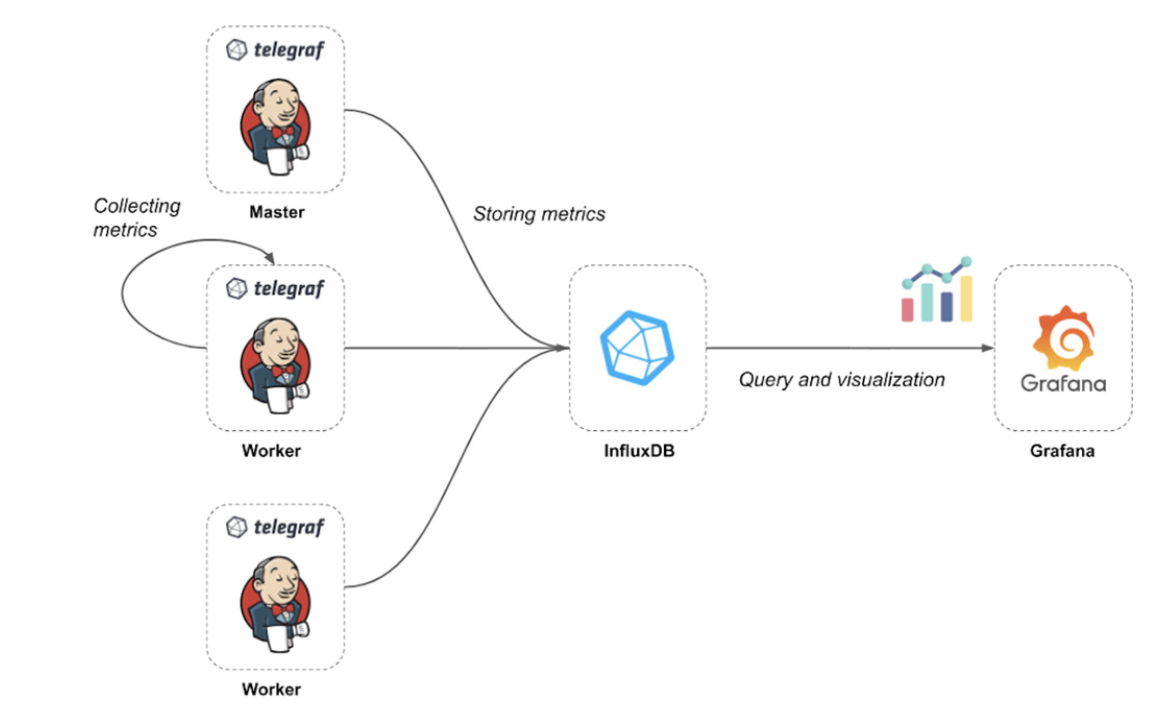 telegraf
Master
Collecting
metrics
Storing metrics
telegraf
Worker
InfluxDB
Query and visualization
Grafana
Grafana
telegraf
Worker